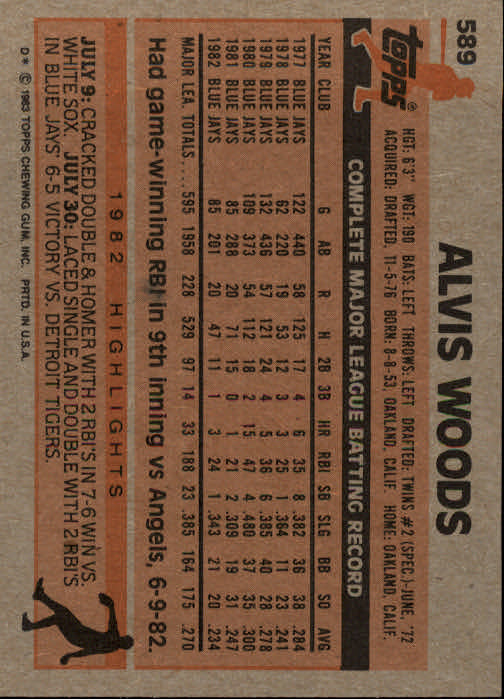 589
topps®
ALVIS WOODS
HGT: 6'3" WGT: 190 BATS: LEFT THROWS: LEFT DRAFTED: TWINS #2 (SPEC.)-JUNE, '72
ACQUIRED: DRAFTED, 11-5-76 BORN: 8-8-53, OAKLAND, CALIF. HOME: OAKLAND, CALIF.
COMPLETE MAJOR LEAGUE BATTING RECORD
YEAR CLUB G AB R H 2B 3B HR RBI SB SLG BB SO AVG
1977 BLUE JAYS 122 440 58 125 17 4 6 35 8 .382 36 38 .284
1978 BLUE JAYS 62 220 19 53 12 3 3 25 1 .364 11 23 .241
1979 BLUE JAYS 132 436 57 121 24 4 5 36 6 .385 40 28 .278
1980 BLUE JAYS 109 373 54 112 18 2 15 47 4 .480 37 35 .300
1981 BLUE JAYS 85 288 20 71 15 0 1 21 2 .309 19 31 .247
1982 BLUE JAYS 85 201 20 47 11 1 3 24 1 .343 21 20 .234
MAJOR LEA. TOTALS.... 595 1958 228 529 97 14 33 188 23 .385 164 175 .270
Had game-winning RBI in 9th inning vs Angels, 6-9-82.
1982 HIGHLIGHTS
JULY 9: CRACKED DOUBLE & HOMER WITH 2 RBI'S IN 7-6 WIN VS.
WHITE SOX. JULY 30: LACED SINGLE AND DOUBLE WITH 2 RBI'S
IN BLUE JAYS' 6-5 VICTORY VS. DETROIT TIGERS.
D* © 1983 TOPPS CHEWING GUM, INC. PRTD. IN U.S.A.